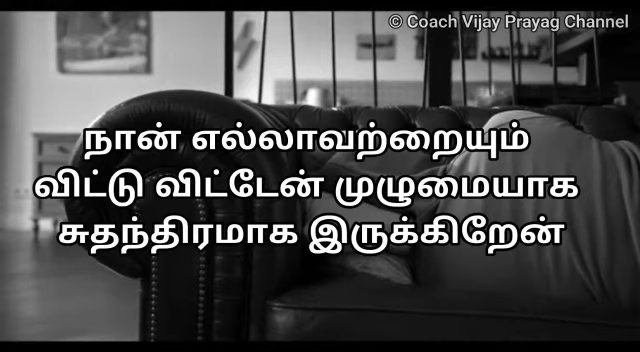 © Coach Vijay Prayag Channel
நான் எல்லாவற்றையும்
விட்டு விட்டேன் முழுமையாக
சுதந்திரமாக இருக்கிறேன்